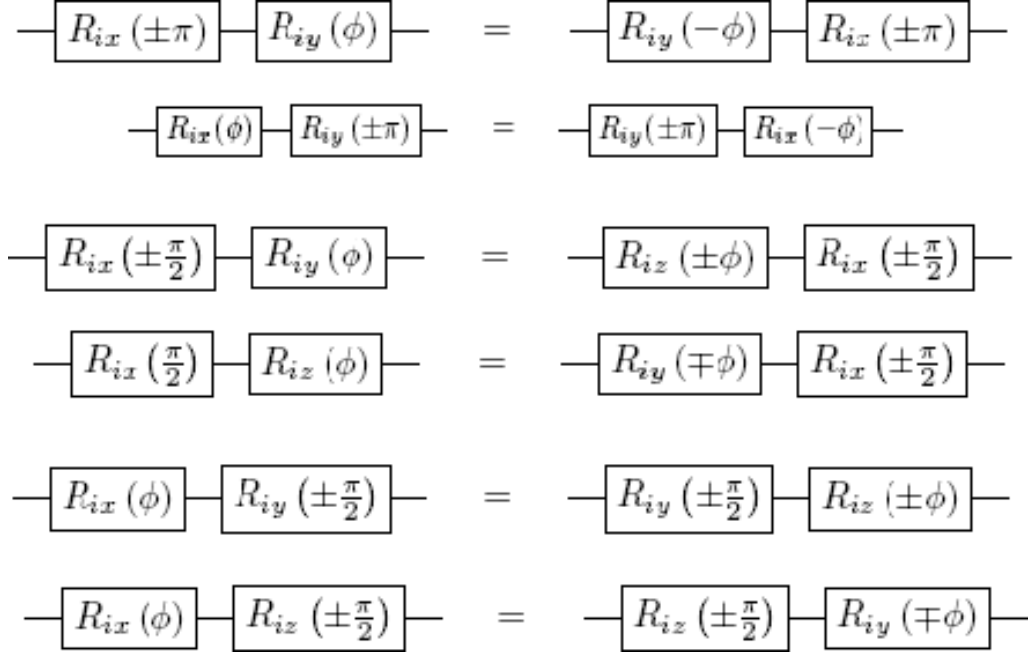 R_{ix}(±π) R_{iy}(φ) = R_{iy}(−φ) R_{ix}(±π)
R_{ix}(φ) R_{iy}(±π) = R_{iy}(±π) R_{ix}(−φ)
R_{ix}(±π/2) R_{iy}(φ) = R_{iz}(±φ) R_{ix}(±π/2)
R_{ix}(π/2) R_{iz}(φ) = R_{iy}(∓φ) R_{ix}(±π/2)
R_{ix}(φ) R_{iy}(±π/2) = R_{iy}(±π/2) R_{iz}(±φ)
R_{ix}(φ) R_{iz}(±π/2) = R_{iz}(±π/2) R_{iy}(∓φ)